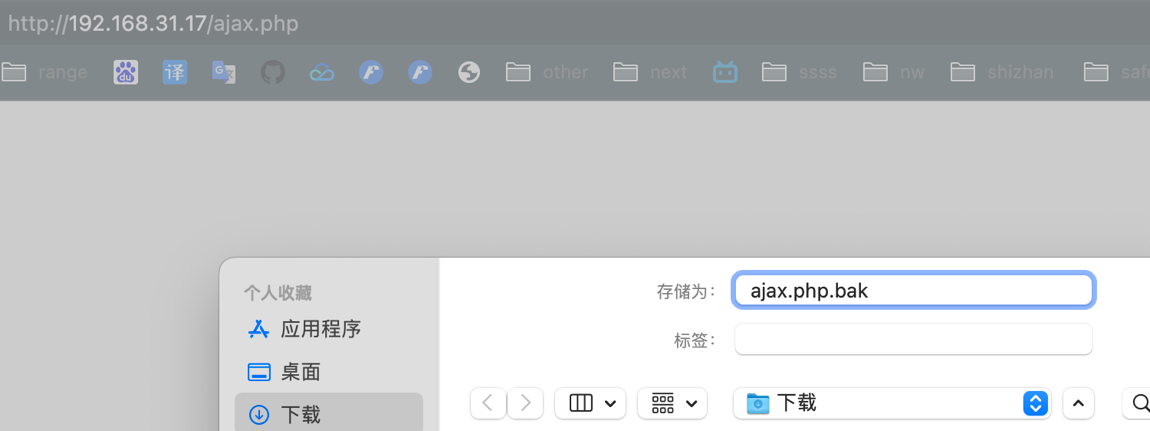 http://192.168.31.17/ajax.php
range du 译 G other next ssss nw shizhan
个人收藏
存储为: ajax.php.bak
应用程序
标签:
桌面
下载
下载